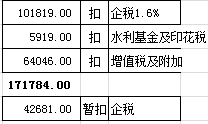 101819.00 扣 企税1.6%
5919.00 扣 水利基金及印花税
64046.00 扣 增值税及附加
171784.00
42681.00 暂扣 企税